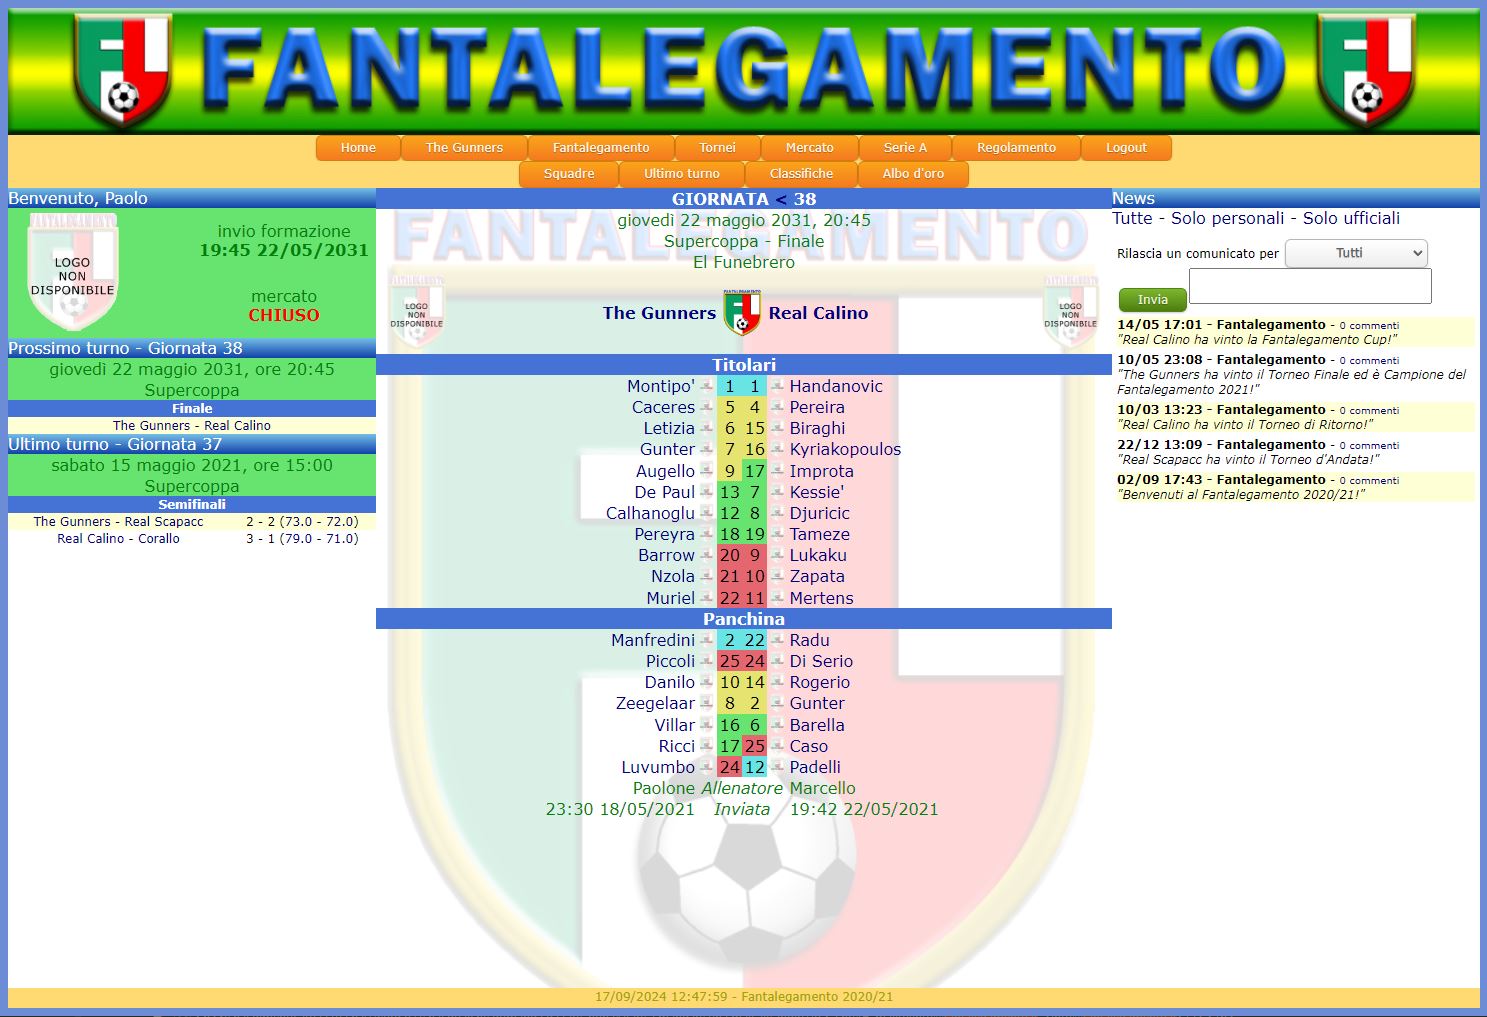 FANTALEGAMENTO
Home The Gunners Fantalegamento Tornei Mercato Serie A Regolamento Logout
Squadre Ultimo turno Classifiche Albo d'oro
Benvenuto, Paolo
FANTALEGAMENTO
LOGO
NON
DISPONIBILE
invio formazione
19:45 22/05/2031
mercato
CHIUSO
Prossimo turno - Giornata 38
giovedì 22 maggio 2031, ore 20:45
Supercoppa
Finale
The Gunners - Real Calino
Ultimo turno - Giornata 37
sabato 15 maggio 2021, ore 15:00
Supercoppa
Semifinali
The Gunners - Real Scapacc 2 - 2 (73.0 - 72.0)
Real Calino - Corallo 3 - 1 (79.0 - 71.0)
GIORNATA < 38
FANTALEGAMENTO
giovedì 22 maggio 2031, 20:45
Supercoppa - Finale
El Funebrero
FANTALEGAMENTO
LOGO
NON
DISPONIBILE
The Gunners Real Calino
FANTALEGAMENTO
LOGO
NON
DISPONIBILE
Titolari
Montipo' 1 1 Handanovic
Caceres 5 4 Pereira
Letizia 6 15 Biraghi
Gunter 7 16 Kyriakopoulos
Augello 9 17 Improta
De Paul 13 7 Kessie'
Calhanoglu 12 8 Djuricic
Pereyra 18 19 Tameze
Barrow 20 9 Lukaku
Nzola 21 10 Zapata
Muriel 22 11 Mertens
Panchina
Manfredini 2 22 Radu
Piccoli 25 24 Di Serio
Danilo 10 14 Rogerio
Zeegelaar 8 2 Gunter
Villar 16 6 Barella
Ricci 17 25 Caso
Luvumbo 24 12 Padelli
Paolone Allenatore Marcello
23:30 18/05/2021 Inviata 19:42 22/05/2021
News
Tutte - Solo personali - Solo ufficiali
Rilascia un comunicato per Tutti
Invia
14/05 17:01 - Fantalegamento - 0 commenti
"Real Calino ha vinto la Fantalegamento Cup!"
10/05 23:08 - Fantalegamento - 0 commenti
"The Gunners ha vinto il Torneo Finale ed è Campione del
Fantalegamento 2021!"
10/03 13:23 - Fantalegamento - 0 commenti
"Real Calino ha vinto il Torneo di Ritorno!"
22/12 13:09 - Fantalegamento - 0 commenti
"Real Scapacc ha vinto il Torneo d'Andata!"
02/09 17:43 - Fantalegamento - 0 commenti
"Benvenuti al Fantalegamento 2020/21!"
17/09/2024 12:47:59 - Fantalegamento 2020/21